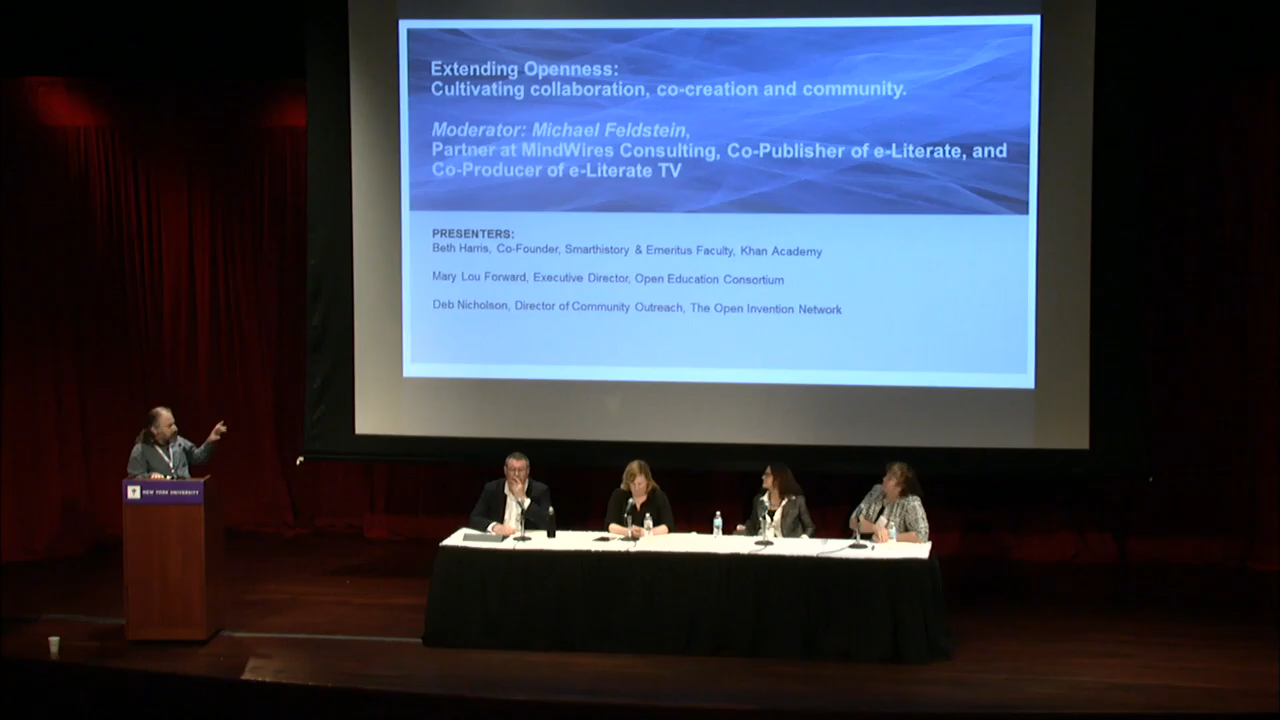 Extending Openness:
Cultivating collaboration, co-creation and community.
Moderator: Michael Feldstein,
Partner at MindWires Consulting, Co-Publisher of e-Literate, and
Co-Producer of e-Literate TV
PRESENTERS:
Beth Harris, Co-Founder, Smarthistory & Emeritus Faculty, Khan Academy
Mary Lou Forward, Executive Director, Open Education Consortium
Deb Nicholson, Director of Community Outreach, The Open Invention Network
NEW YORK UNIVERSITY